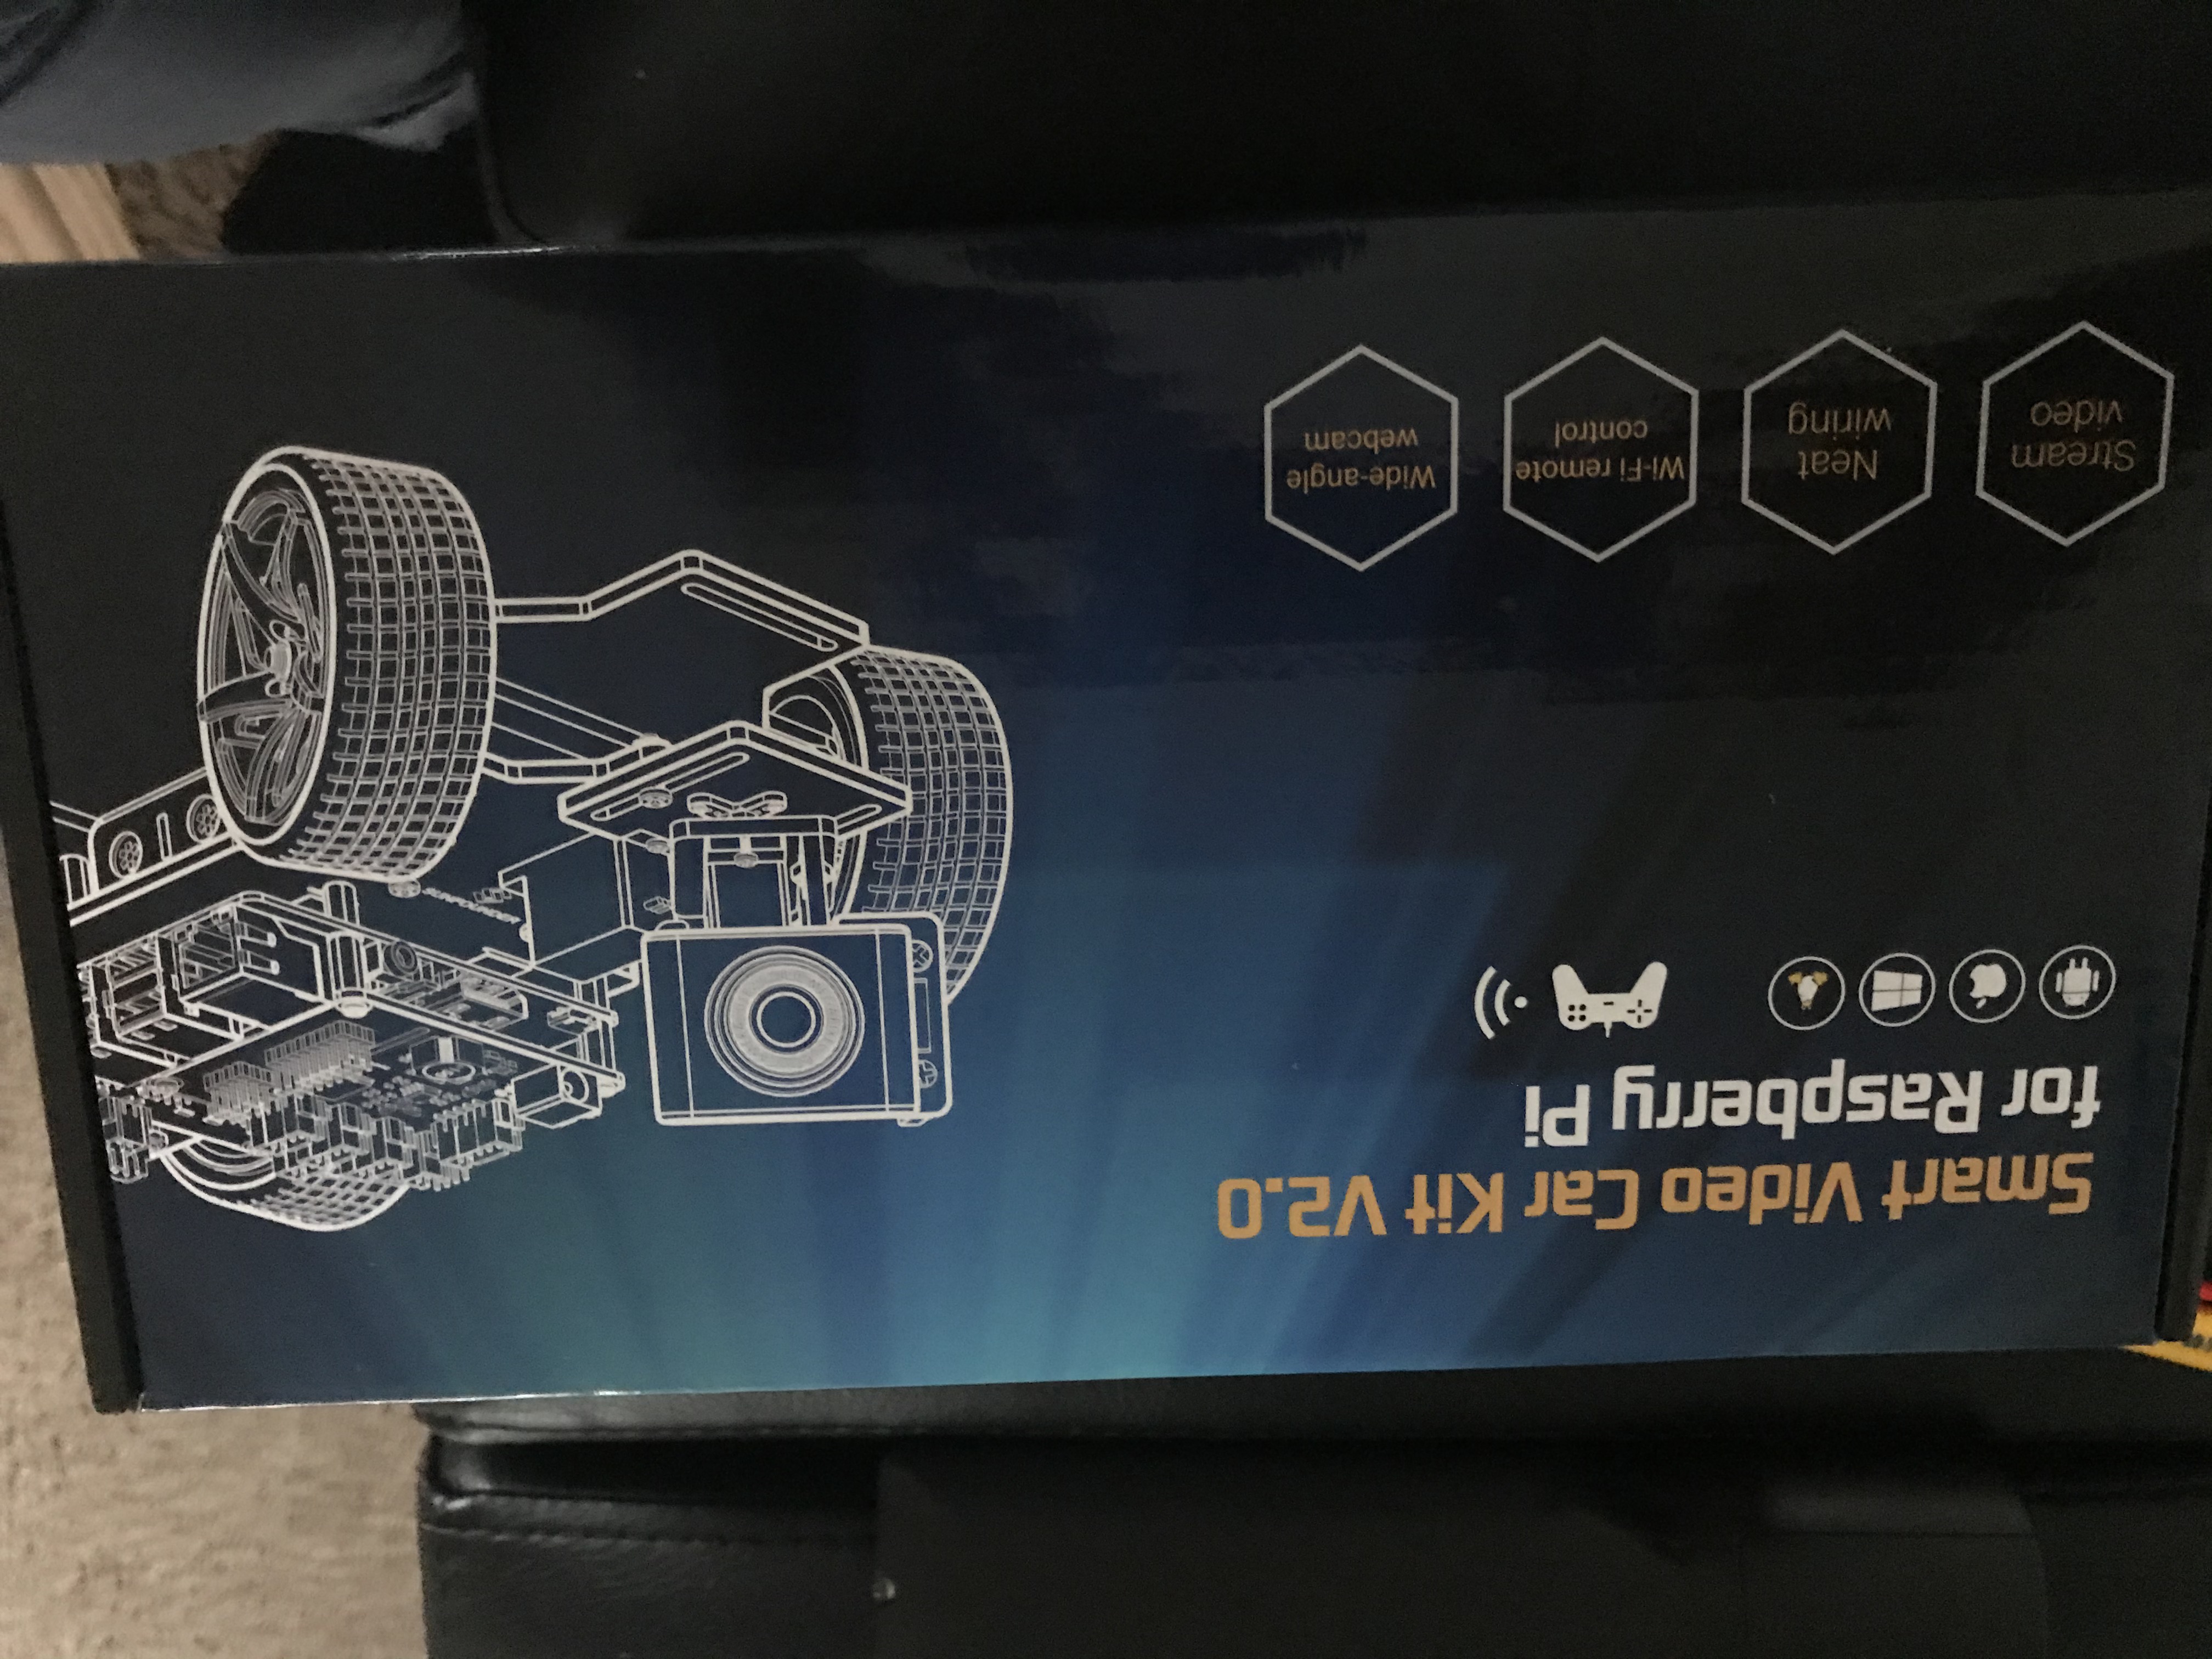 Smart Video Car Kit V2.0
for Raspberry Pi
Stream
video
Neat
wiring
Wi-Fi remote
control
Wide-angle
webcam